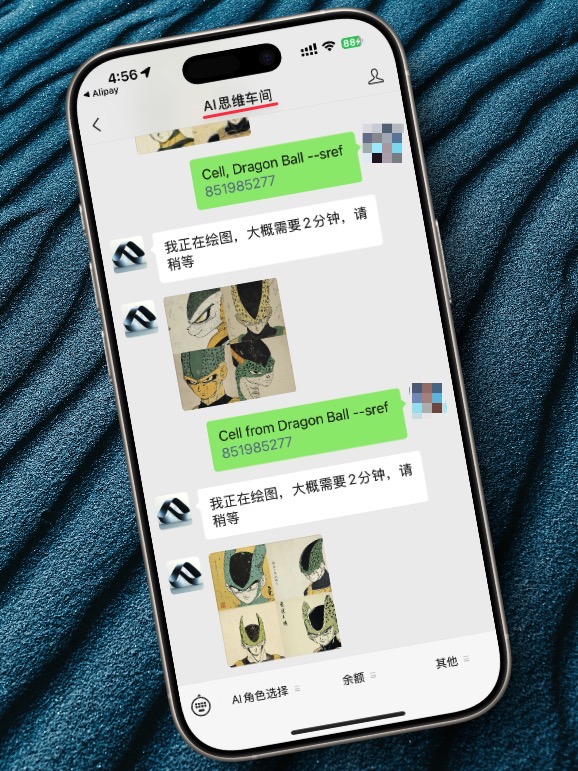 4:56
88
Alipay
AI思维车间
Cell, Dragon Ball --sref
851985277
我正在绘图，大概需要2分钟，请
稍等
Cell from Dragon Ball --sref
851985277
我正在绘图，大概需要2分钟，请
稍等
AI角色选择
余额
其他